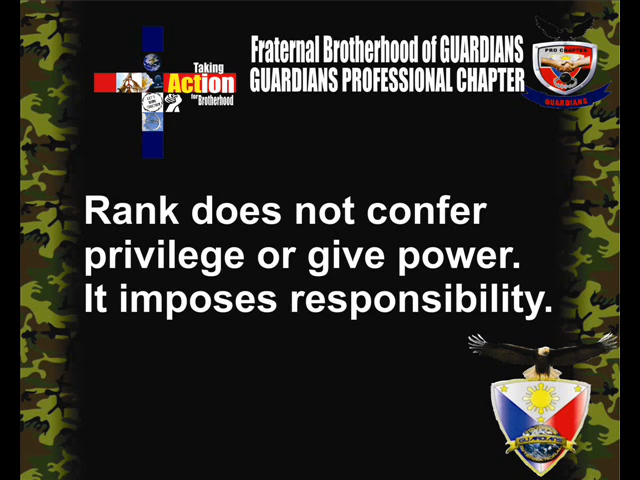 Taking
Action
for Brotherhood
Fraternal Brotherhood of GUARDIANS
GUARDIANS PROFESSIONAL CHAPTER
PRO CHAPTER
GUARDIANS
Rank does not confer
privilege or give power.
It imposes responsibility.
GUARDIANS